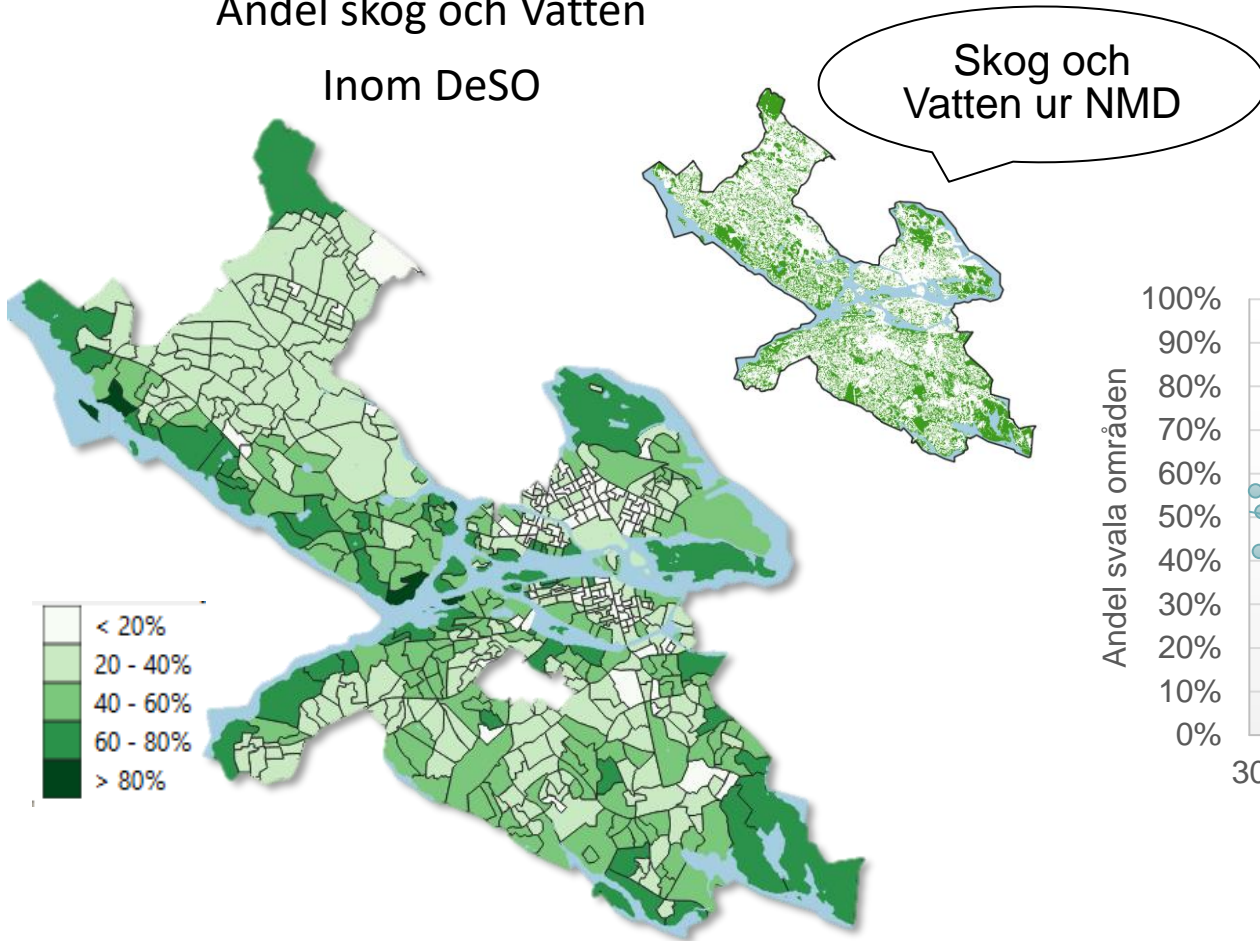 Andel skog och Vatten
Inom DeSO
Skog och
Vatten ur NMD
< 20%
20 - 40%
40 - 60%
60 - 80%
> 80%
Andel svala områden
100%
90%
80%
70%
60%
50%
40%
30%
20%
10%
0%